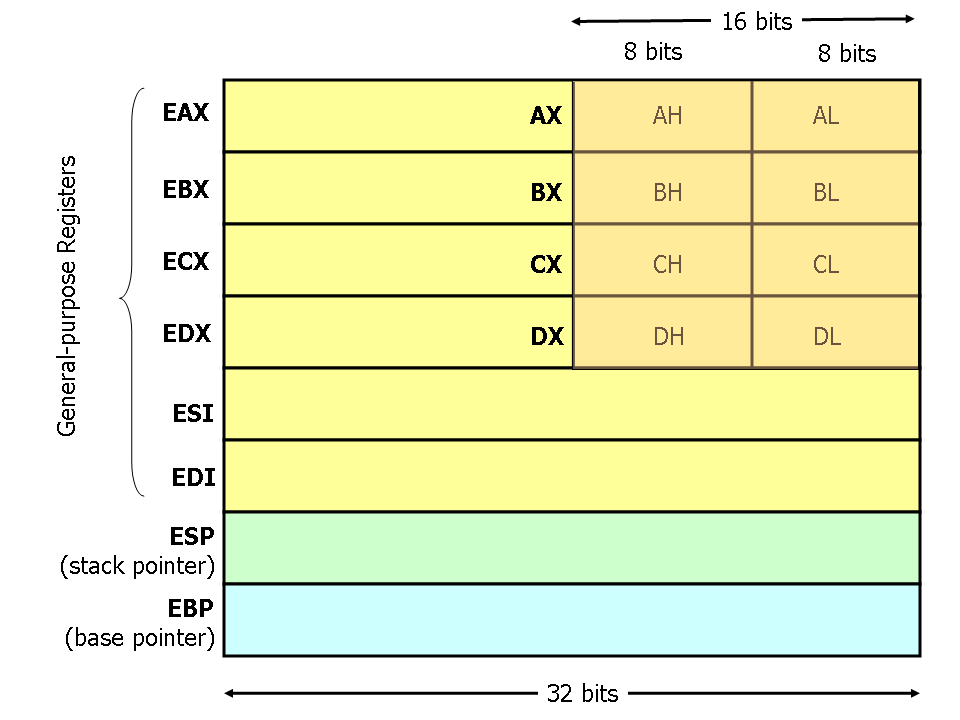 16 bits
8 bits 8 bits
General-purpose Registers
EAX AX AH AL
EBX BX BH BL
ECX CX CH CL
EDX DX DH DL
ESI
EDI
ESP
(stack pointer)
EBP
(base pointer)
32 bits